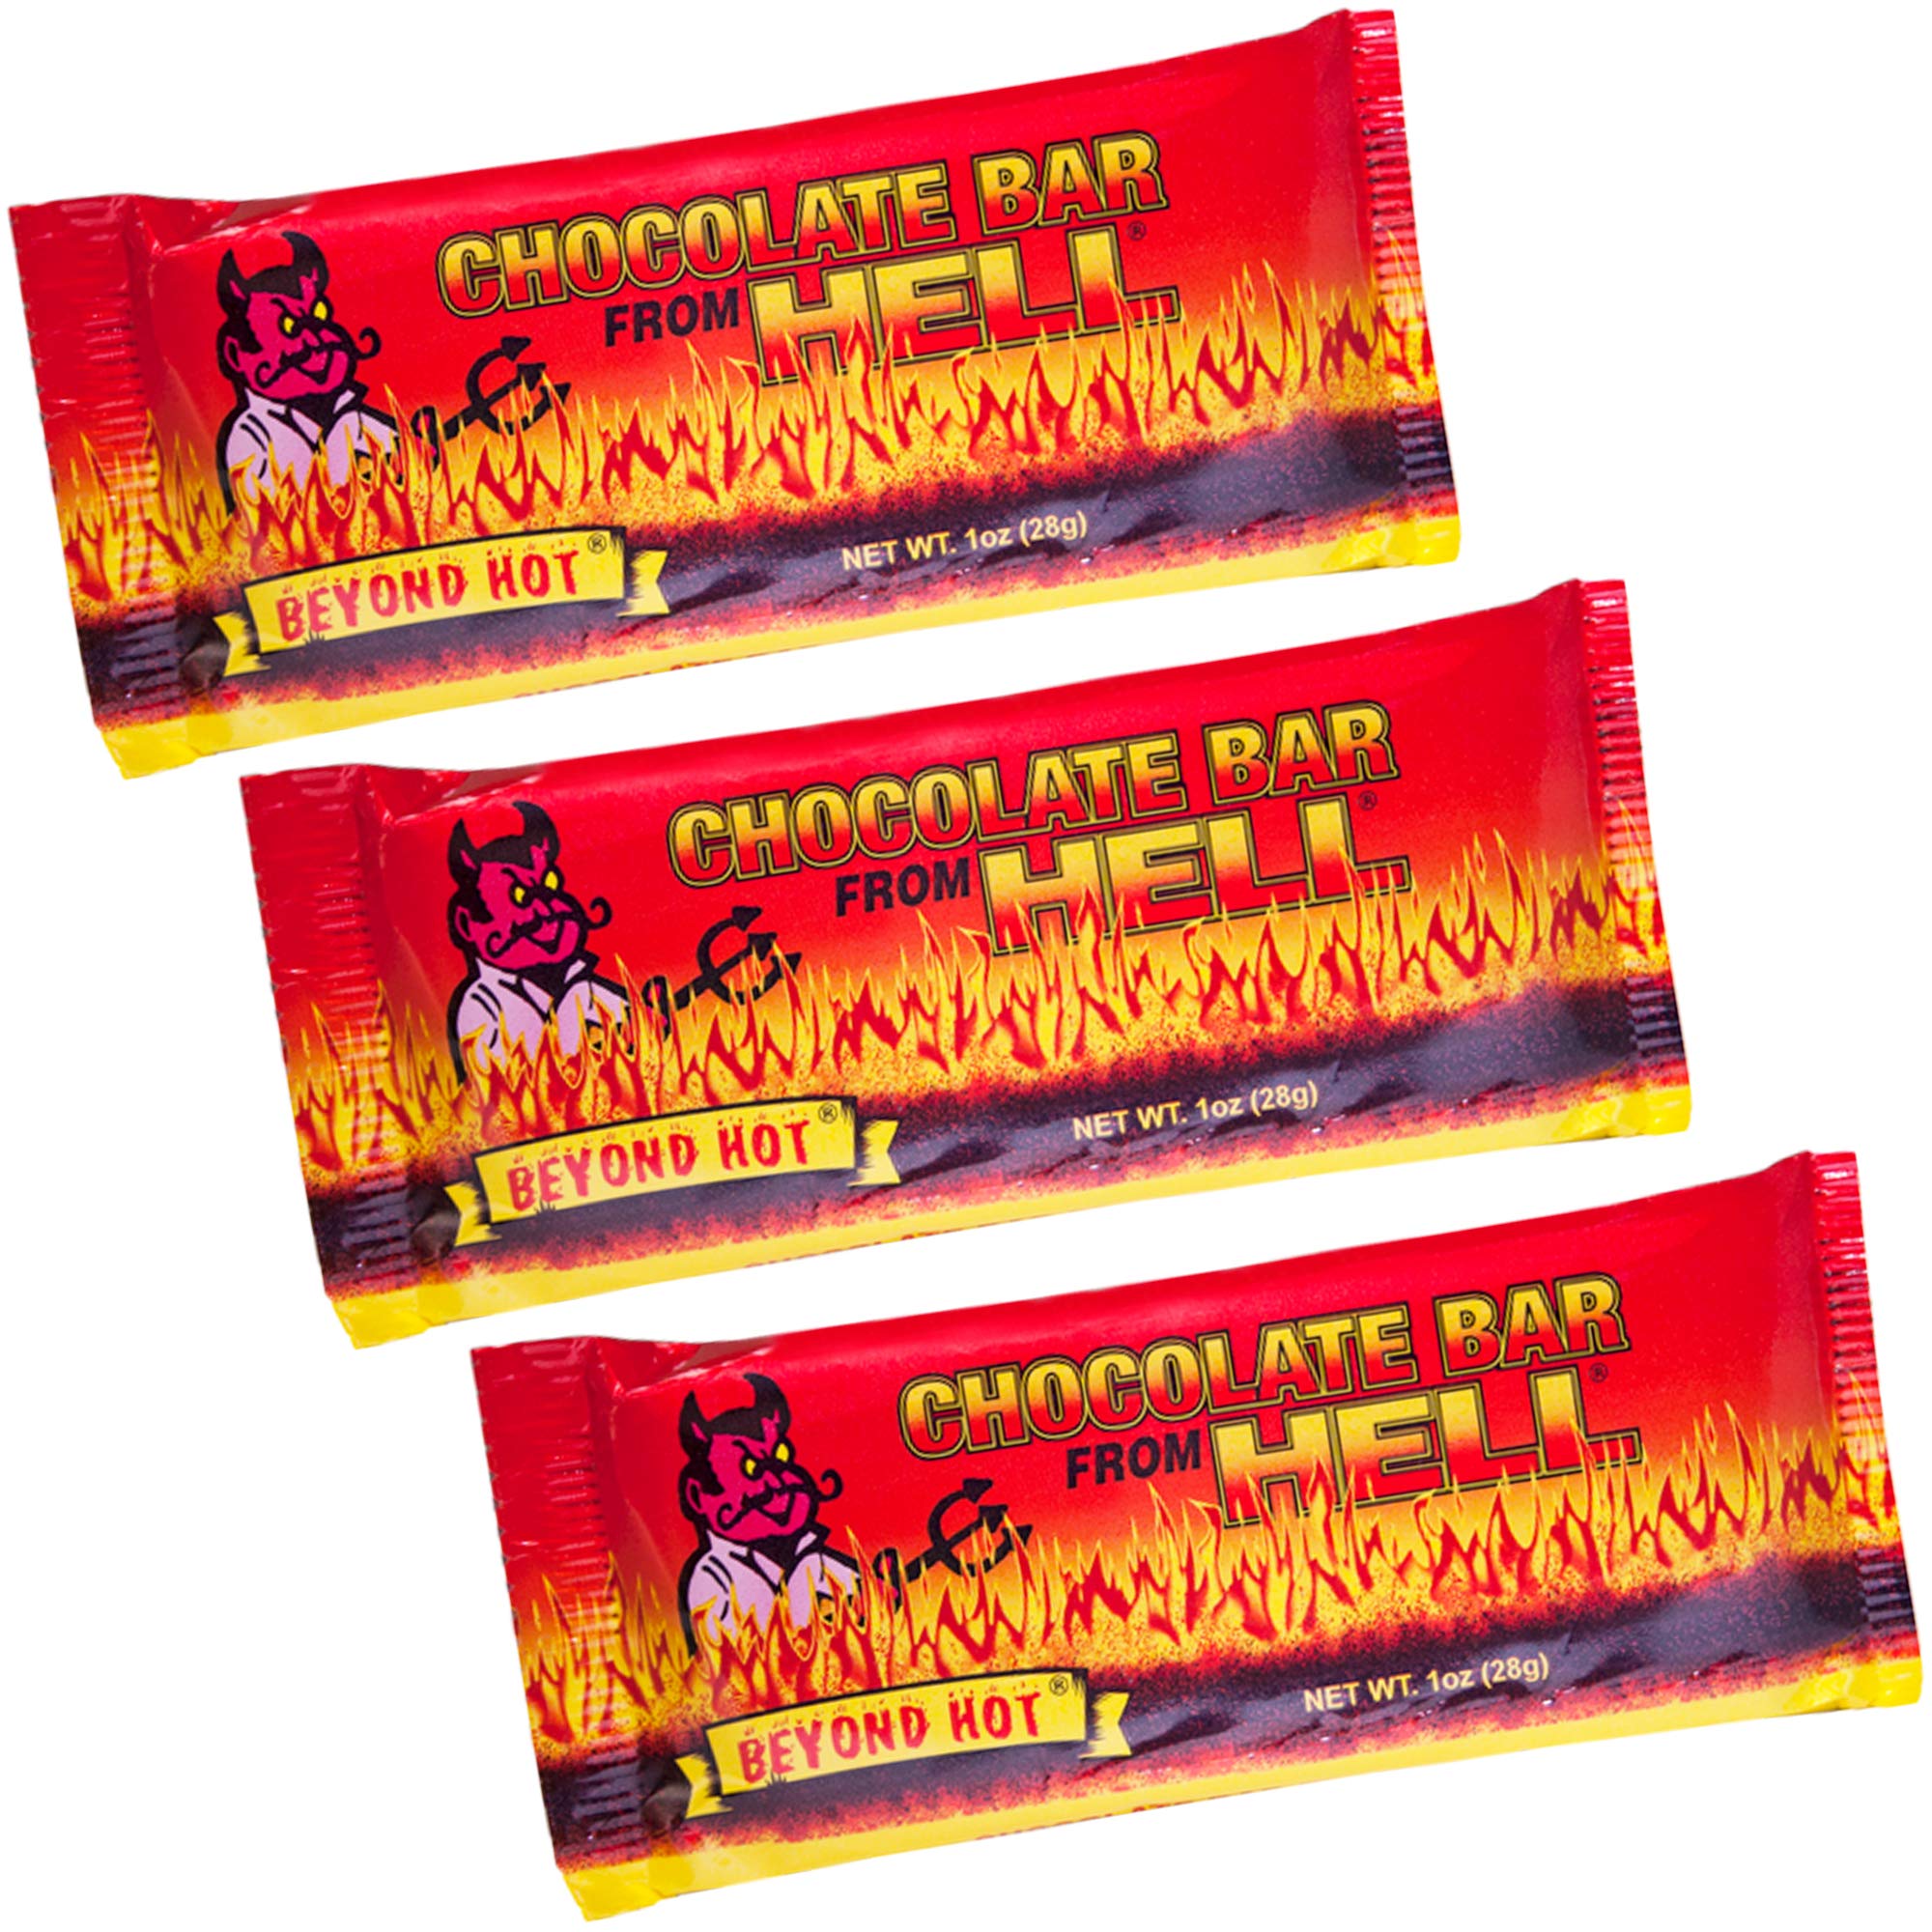 CHOCOLATE BAR
FROM HELL®
BEYOND HOT®
NET WT. 1oz (28g)
CHOCOLATE BAR
FROM HELL®
BEYOND HOT®
NET WT. 1oz (28g)
CHOCOLATE BAR
FROM HELL®
BEYOND HOT®
NET WT. 1oz (28g)